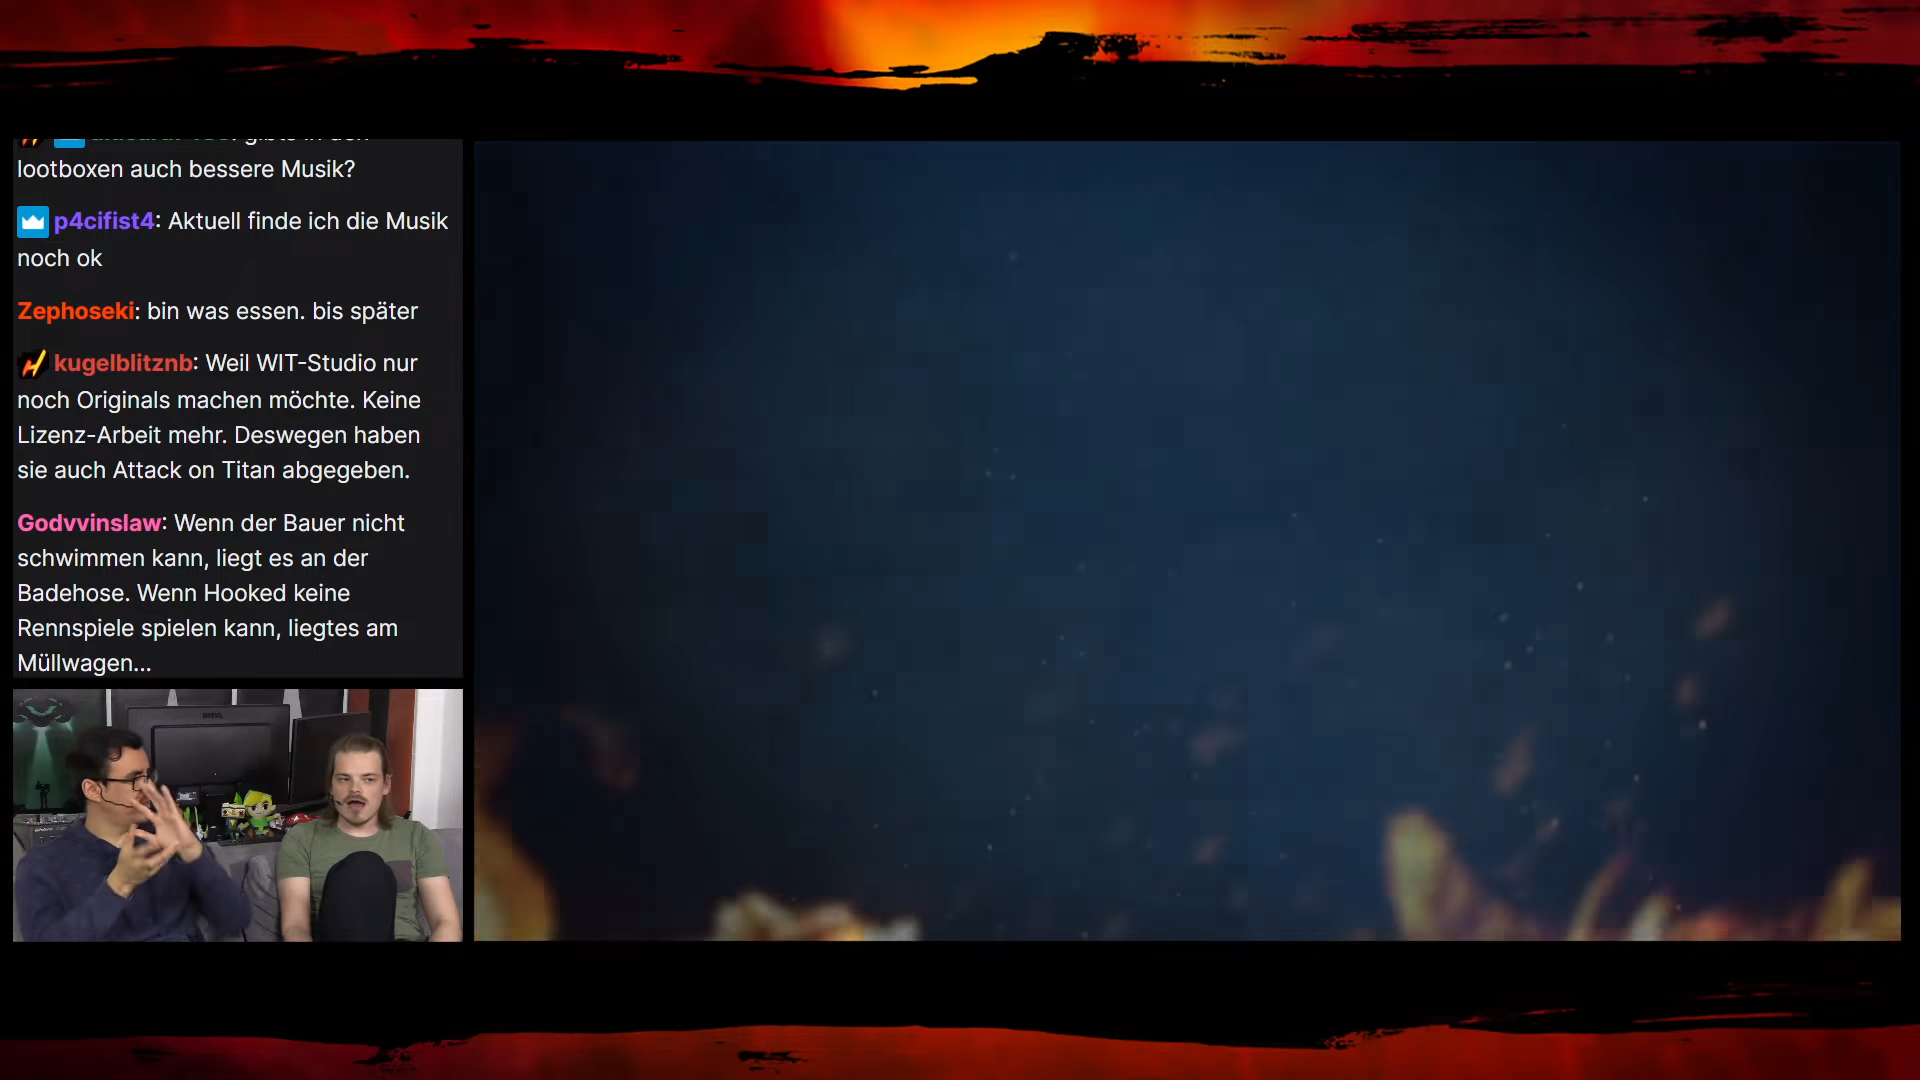 lootboxen auch bessere Musik?
p4cifist4: Aktuell finde ich die Musik
noch ok
Zephoseki: bin was essen. bis später
kugelblitznb: Weil WIT-Studio nur
noch Originals machen möchte. Keine
Lizenz-Arbeit mehr. Deswegen haben
sie auch Attack on Titan abgegeben.
Godvvinslaw: Wenn der Bauer nicht
schwimmen kann, liegt es an der
Badehose. Wenn Hooked keine
Rennspiele spielen kann, liegtes am
Müllwagen...